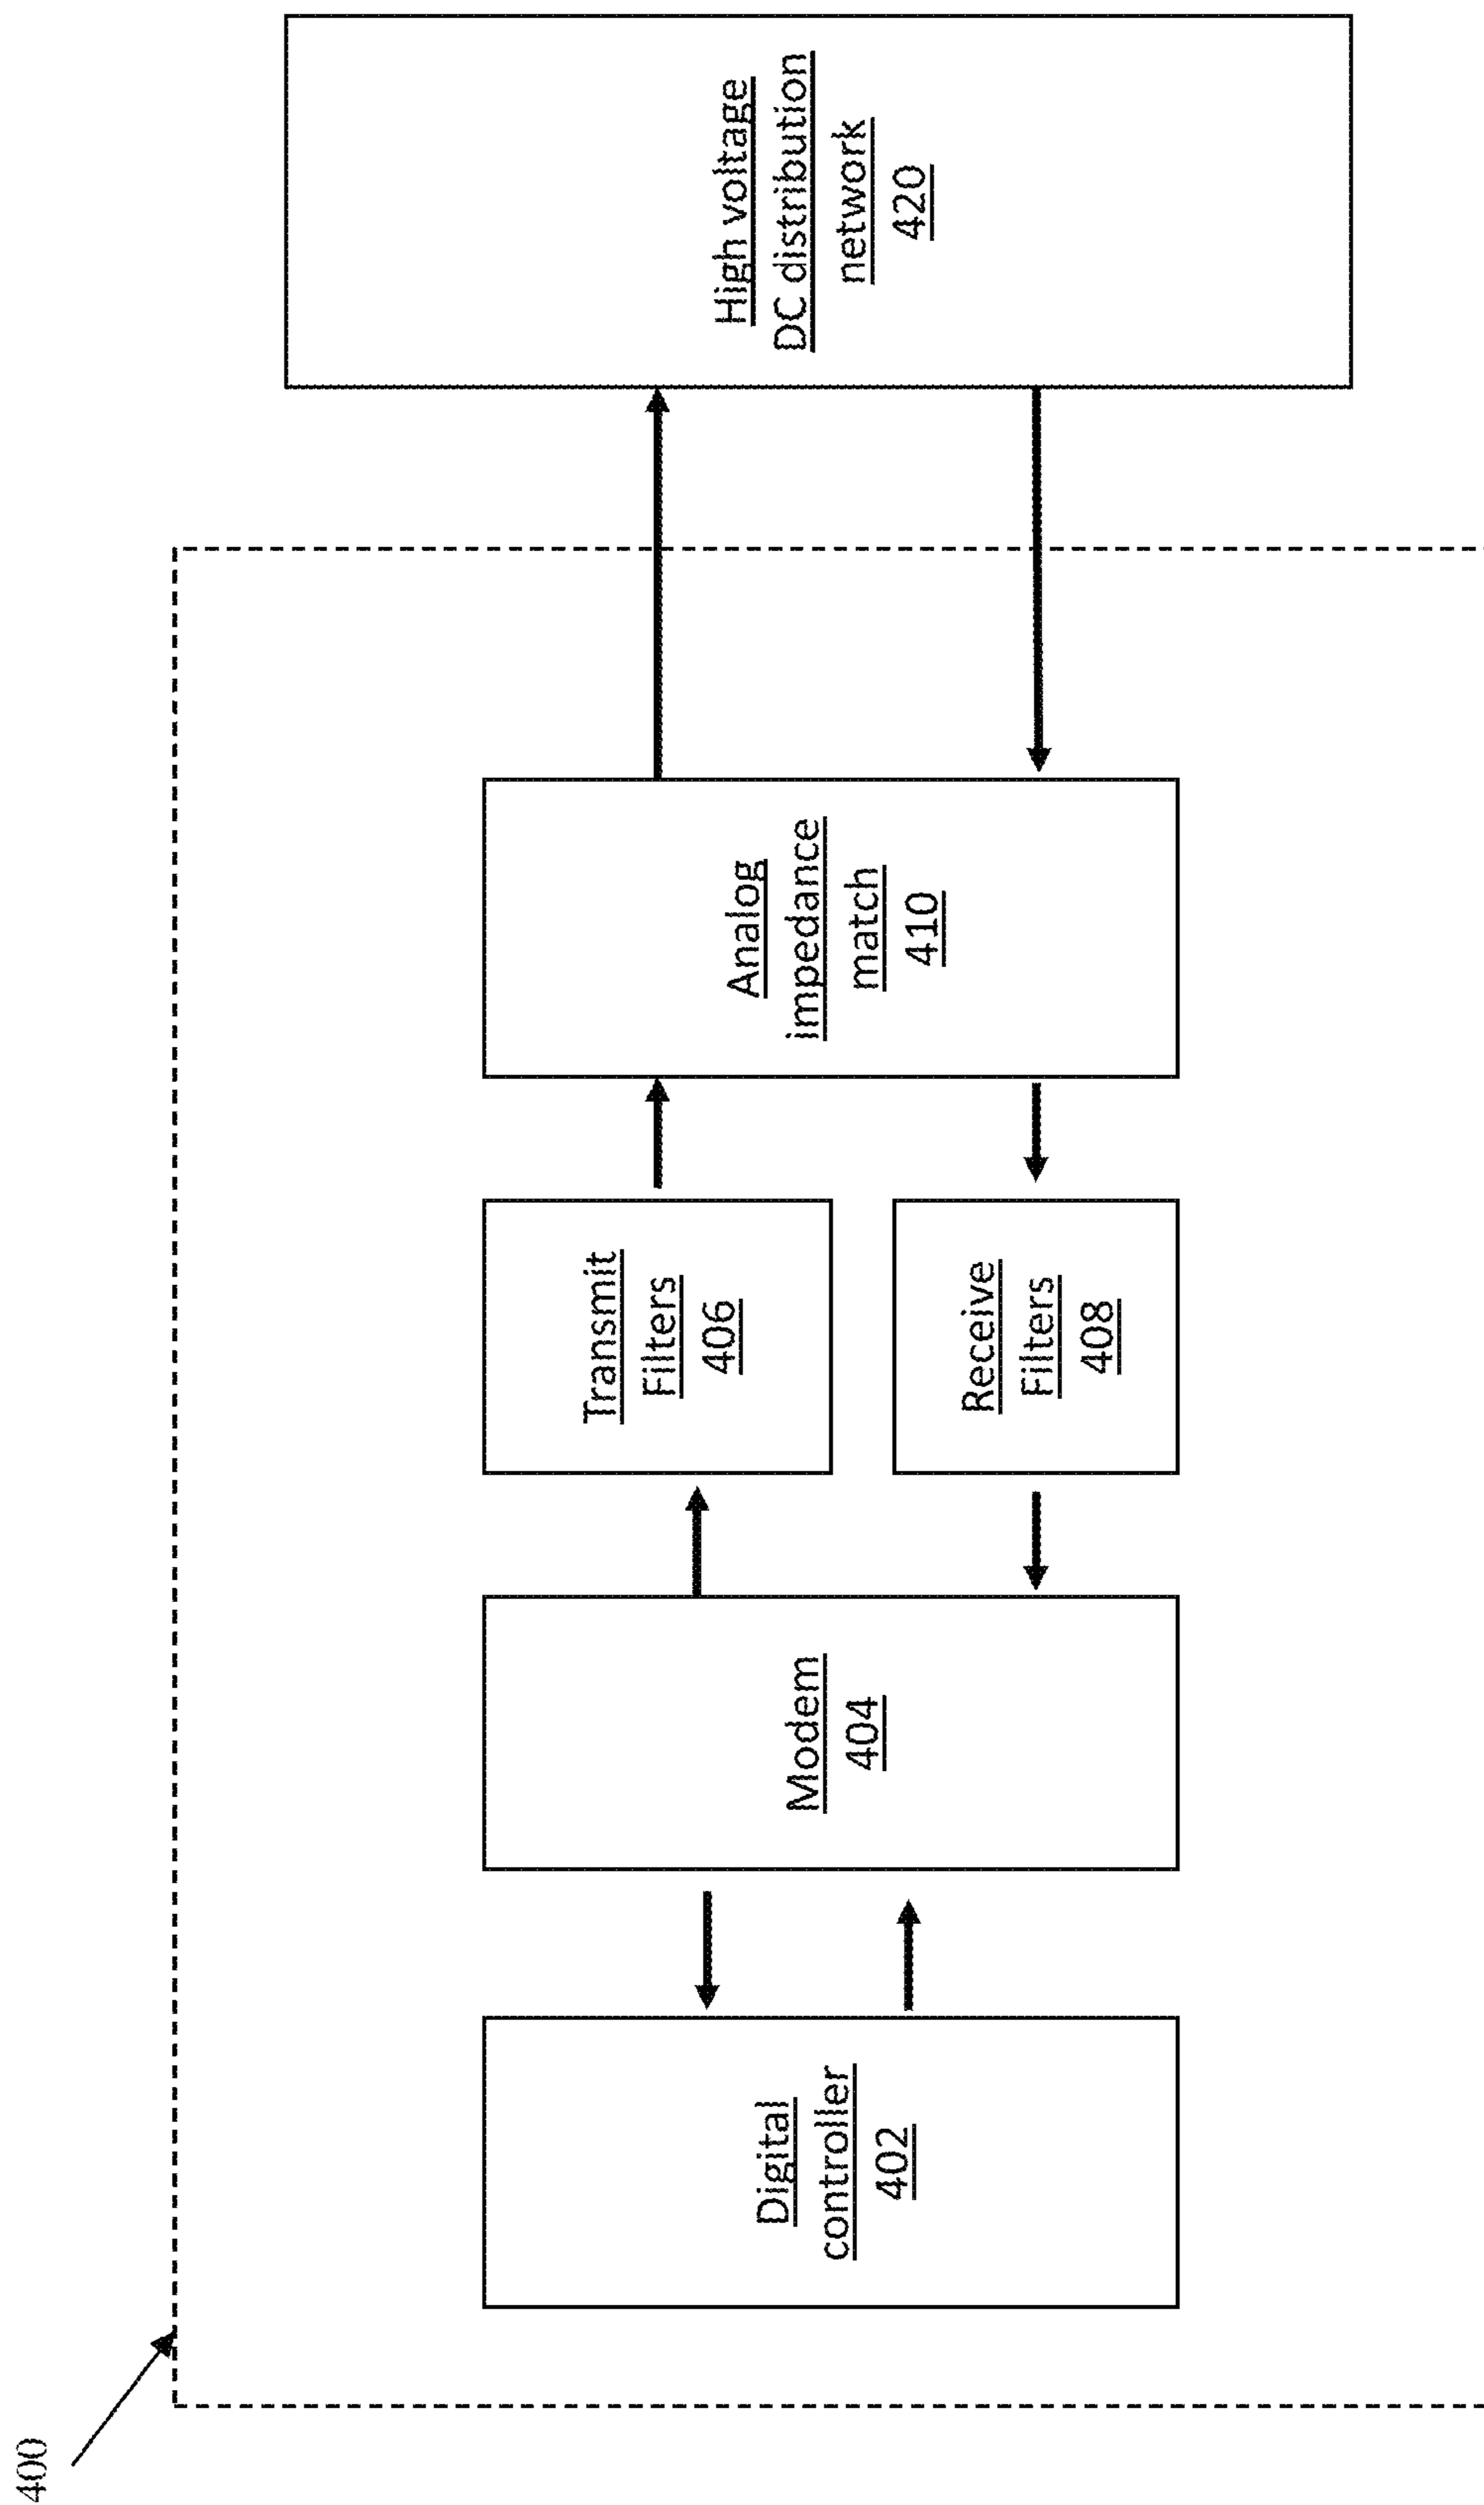 400
Digital
controller
402
Modem
404
Transmit
Filters
406
Receive
Filters
408
Analog
impedance
match
410
High voltage
DC distribution
network
420